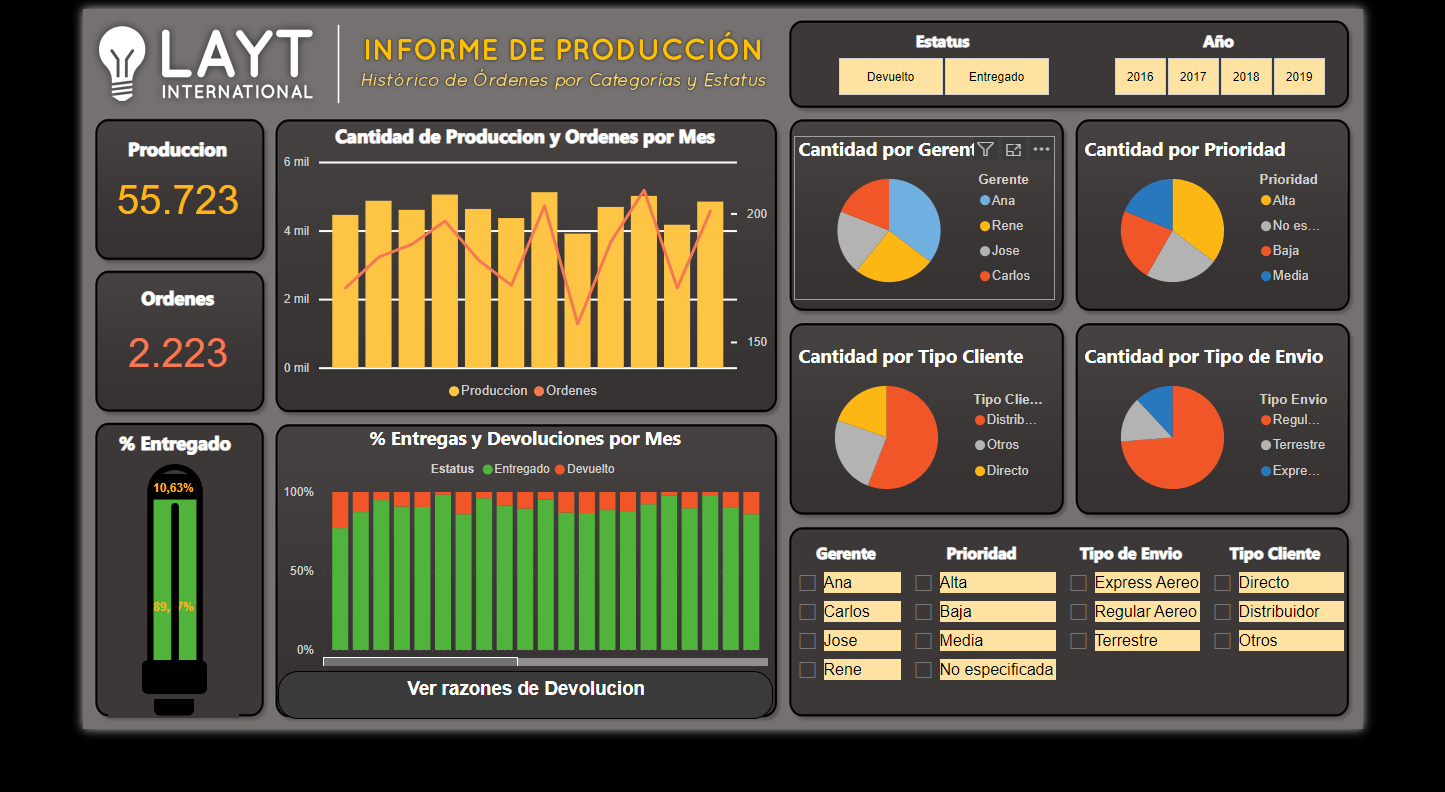 LAYT
INTERNATIONAL
INFORME DE PRODUCCIÓN
Histórico de Órdenes por Categorías y Estatus
Estatus
Devuelto
Entregado
Año
2016
2017
2018
2019
Produccion
55.723
Ordenes
2.223
% Entregado
10,63%
Cantidad de Produccion y Ordenes por Mes
6 mil
4 mil
2 mil
0 mil
200
150
Produccion
Ordenes
% Entregas y Devoluciones por Mes
Estatus
Entregado
Devuelto
100%
50%
0%
Ver razones de Devolucion
Cantidad por Gerent
Gerente
Ana
Rene
Jose
Carlos
Cantidad por Prioridad
Prioridad
Alta
No es...
Baja
Media
Cantidad por Tipo Cliente
Tipo Clie...
Distrib...
Otros
Directo
Cantidad por Tipo de Envio
Tipo Envio
Regul...
Terrestre
Expre...
Gerente
Ana
Carlos
Jose
Rene
Prioridad
Alta
Baja
Media
No especificada
Tipo de Envio
Express Aereo
Regular Aereo
Terrestre
Tipo Cliente
Directo
Distribuidor
Otros